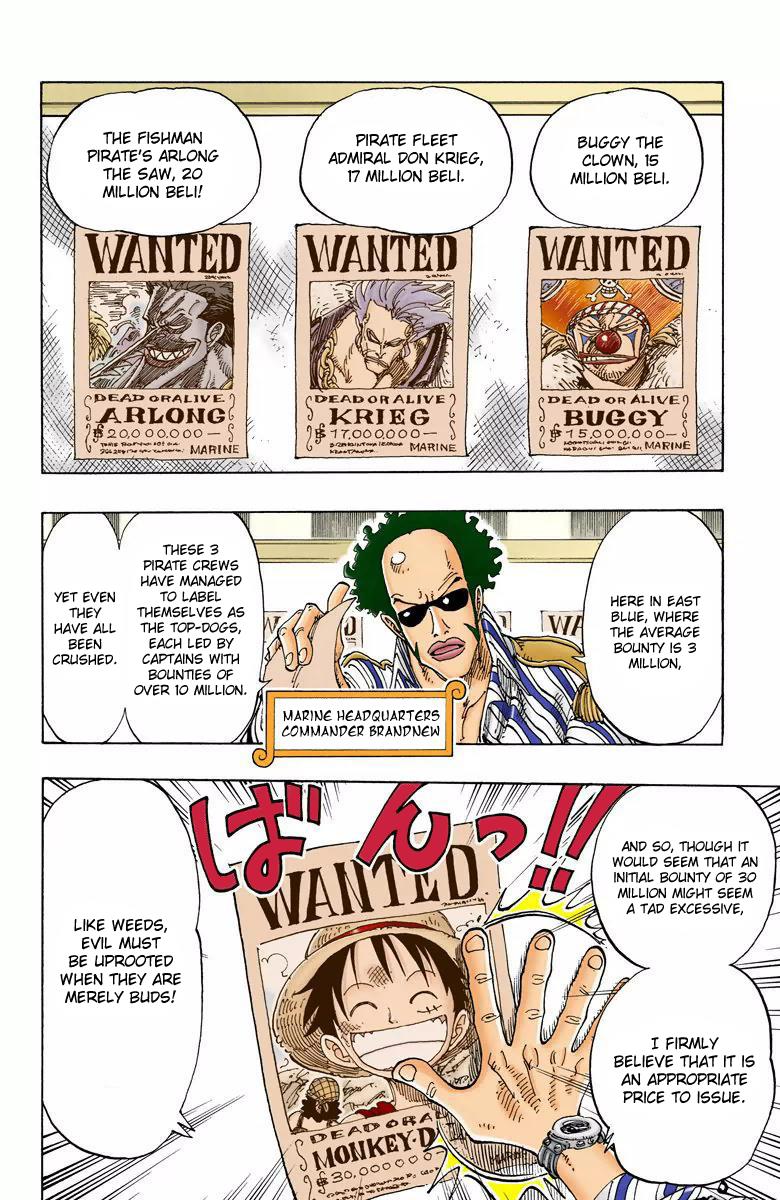 BUGGY THE
CLOWN, 15
MILLION BELI.
PIRATE FLEET
ADMIRAL DON KRIEG,
17 MILLION BELI.
THE FISHMAN
PIRATE'S ARLONG
THE SAW, 20
MILLION BELI!
WANTED
DEAD OR ALIVE
BUGGY
15,000,000—
MARINE
WANTED
DEAD OR ALIVE
KRIEG
17,000,000—
MARINE
WANTED
DEAD OR ALIVE
ARLONG
20,000,000—
MARINE
HERE IN EAST
BLUE, WHERE
THE AVERAGE
BOUNTY IS 3
MILLION,
THESE 3
PIRATE CREWS
HAVE MANAGED
TO LABEL
THEMSELVES AS
THE TOP-DOGS,
EACH LED BY
CAPTAINS WITH
BOUNTIES OF
OVER 10 MILLION.
YET EVEN
THEY
HAVE ALL
BEEN
CRUSHED.
MARINE HEADQUARTERS
COMMANDER BRANDNEW
ばんっ!!
AND SO, THOUGH IT
WOULD SEEM THAT AN
INITIAL BOUNTY OF 30
MILLION MIGHT SEEM
A TAD EXCESSIVE,
I FIRMLY
BELIEVE THAT IT IS
AN APPROPRIATE
PRICE TO ISSUE.
WANTED
DEAD OR AL
MONKEY·D
30,000
LIKE WEEDS,
EVIL MUST
BE UPROOTED
WHEN THEY ARE
MERELY BUDS!